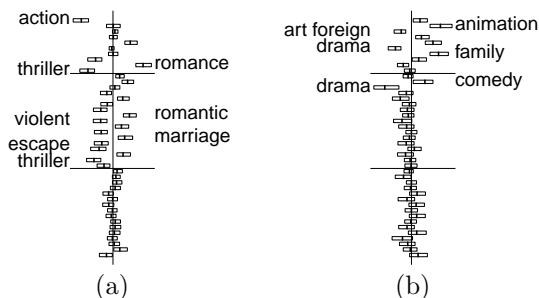 action
thriller
romance
violent
escape
thriller
romantic
marriage
(a)
art foreign
drama
drama
animation
family
comedy
(b)